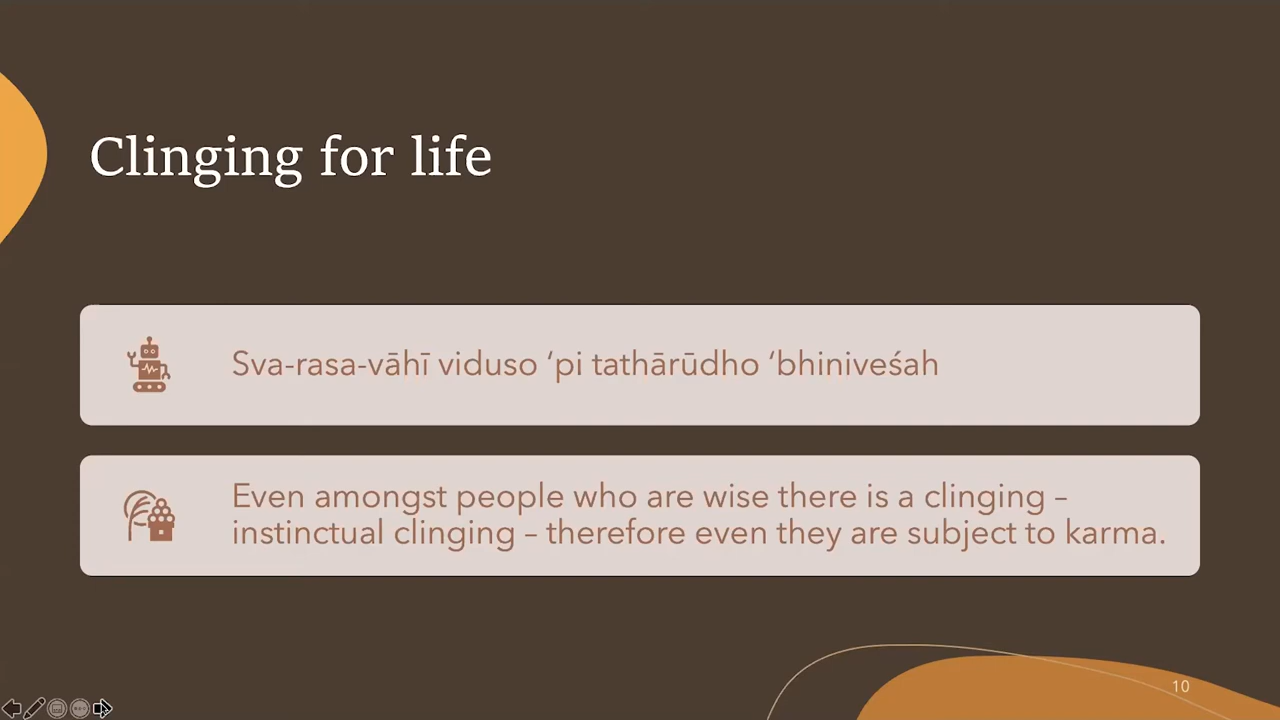 Clinging for life
Sva-rasa-vāhī viduso ‘pi tathārūdho ‘bhiniveśah
Even amongst people who are wise there is a clinging –
instinctual clinging – therefore even they are subject to karma.
10